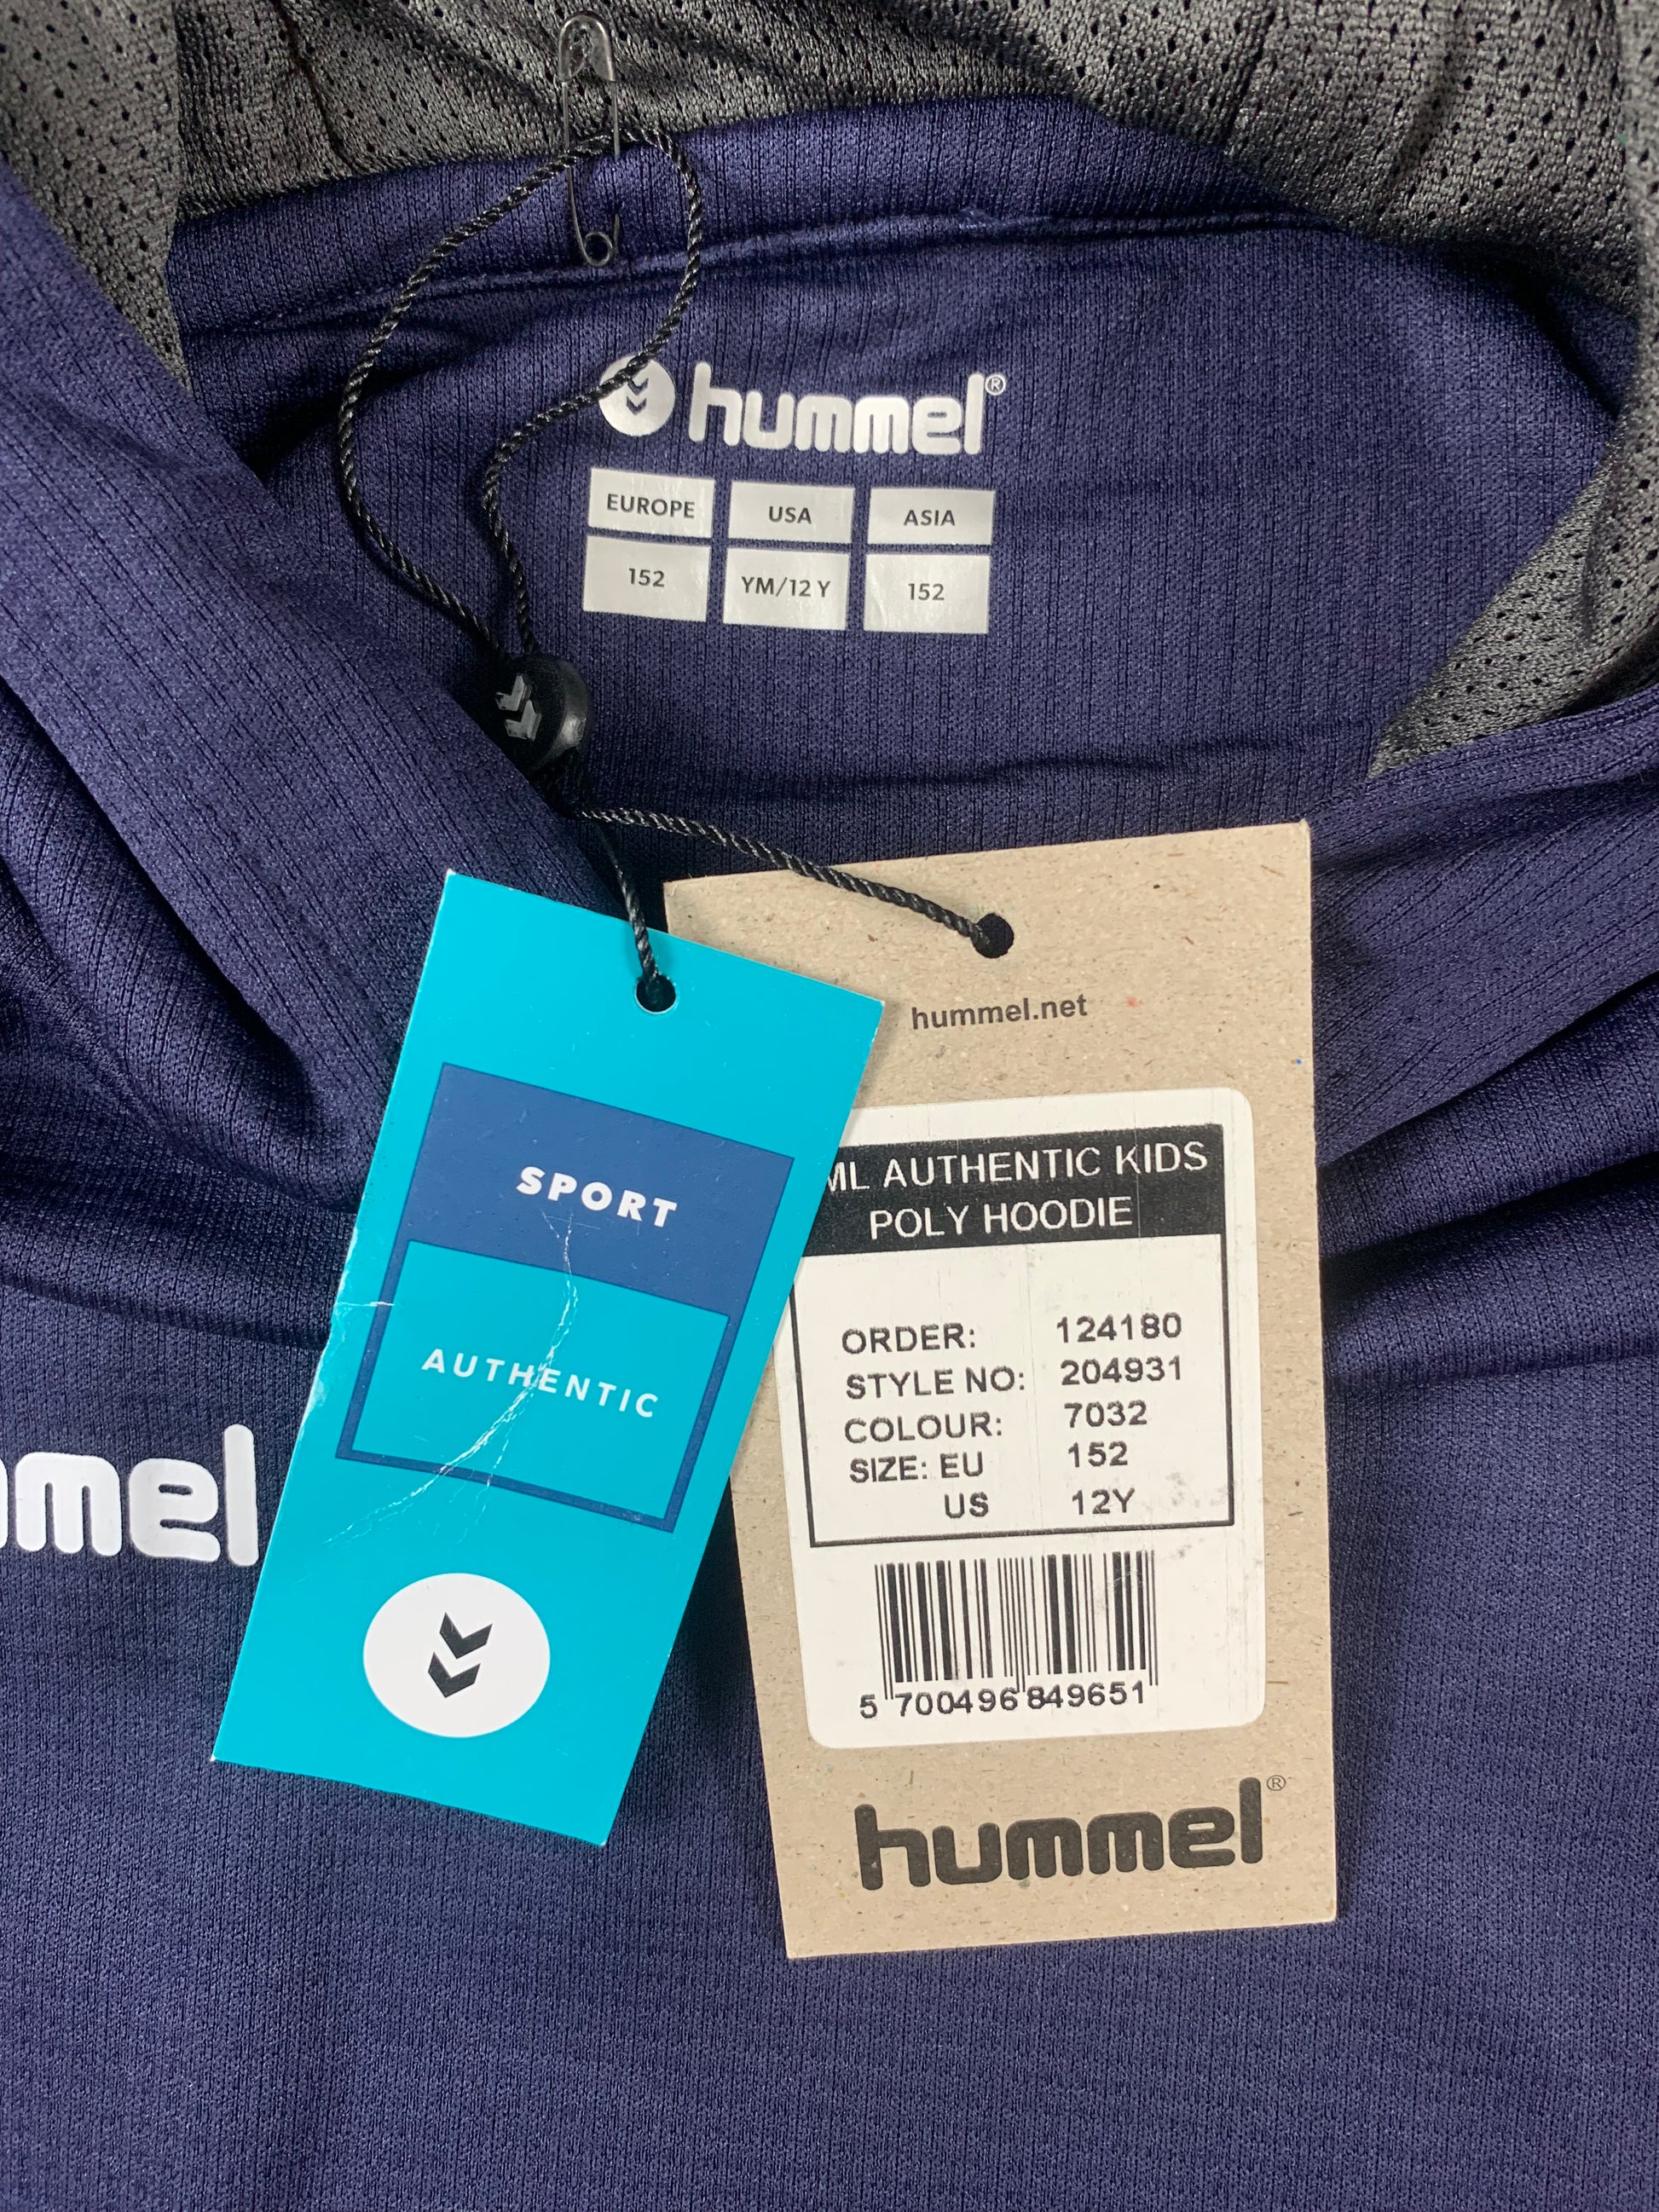 hummel®
EUROPE USA ASIA
152 YM/12 Y 152
hummel.net
ML AUTHENTIC KIDS
POLY HOODIE
ORDER: 124180
STYLE NO: 204931
COLOUR: 7032
SIZE: EU 152
US 12Y
5 700496 849651
hummel®
SPORT
AUTHENTIC
mmel